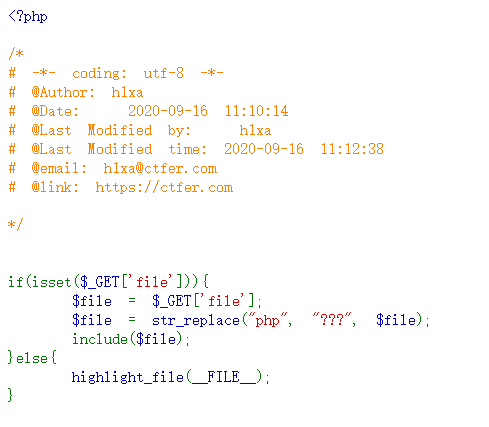 <?php
/*
# -*- coding: utf-8 -*-
# @Author: h1xa
# @Date: 2020-09-16 11:10:14
# @Last Modified by: h1xa
# @Last Modified time: 2020-09-16 11:12:38
# @email: h1xa@ctfer.com
# @link: https://ctfer.com
*/
if(isset($_GET['file'])){
$file = $_GET['file'];
$file = str_replace("php", "???", $file);
include($file);
}else{
highlight_file(__FILE__);
}